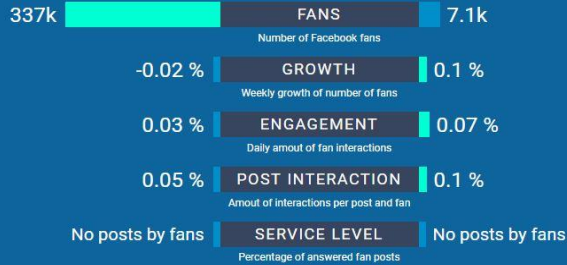 337k FANS 7.1k
Number of Facebook fans
-0.02 % GROWTH 0.1 %
Weekly growth of number of fans
0.03 % ENGAGEMENT 0.07 %
Daily amout of fan interactions
0.05 % POST INTERACTION 0.1 %
Amout of interactions per post and fan
No posts by fans SERVICE LEVEL No posts by fans
Percentage of answered fan posts